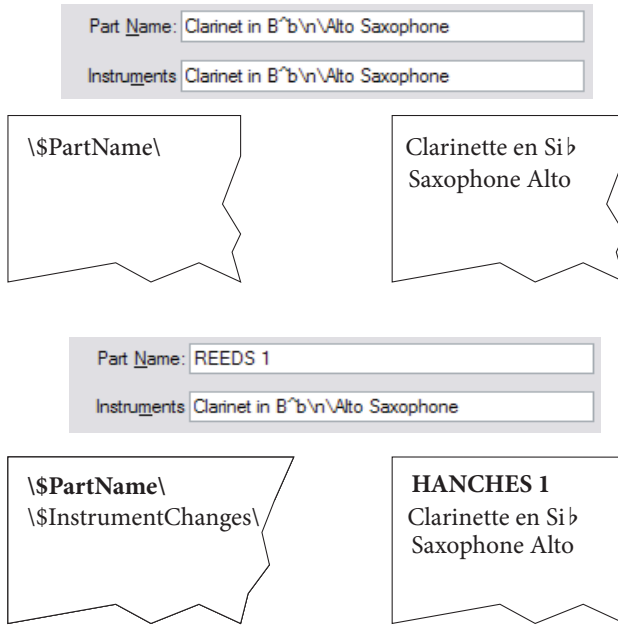 Part Name: Clarinet in B^b\n\Alto Saxophone
Instruments Clarinet in B^b\n\Alto Saxophone
\$PartName\
Clarinette en Si♭
Saxophone Alto
Part Name: REEDS 1
Instruments Clarinet in B^b\n\Alto Saxophone
\$PartName\
\$InstrumentChanges\
HANCHES 1
Clarinette en Si♭
Saxophone Alto